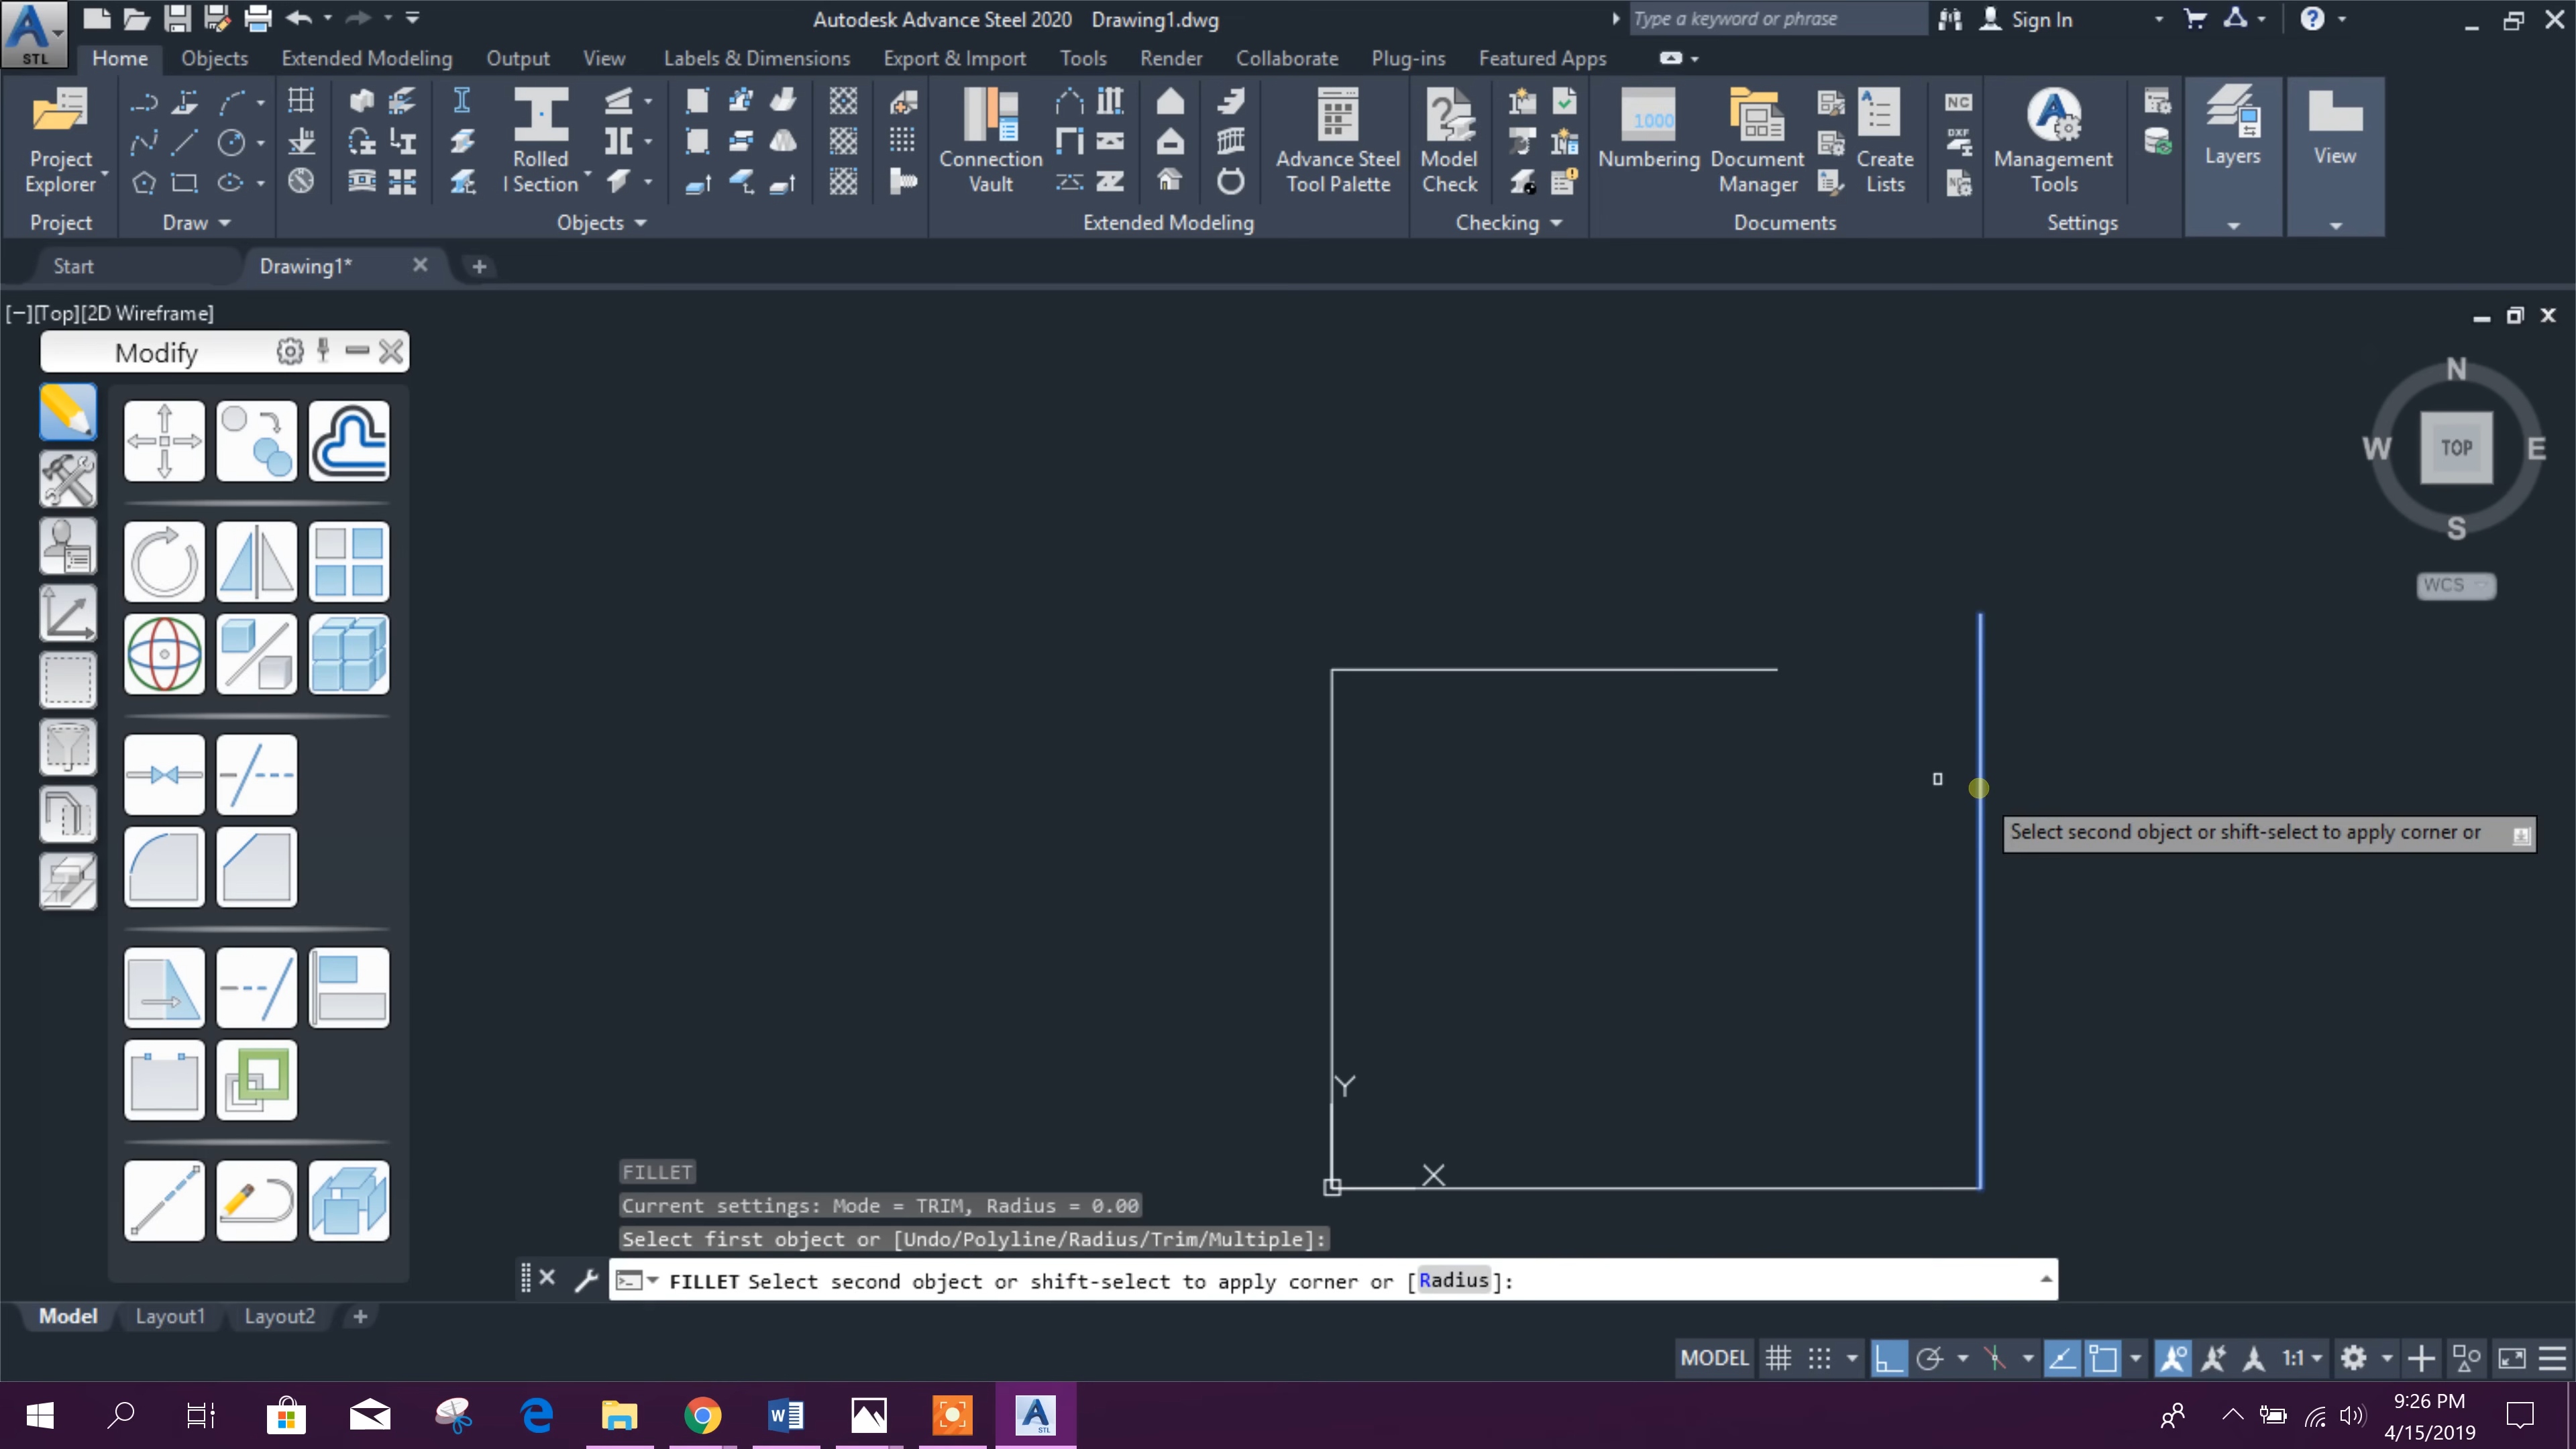 Autodesk Advance Steel 2020 Drawing1.dwg
Type a keyword or phrase
Sign In
STL
Home Objects Extended Modeling Output View Labels & Dimensions Export & Import Tools Render Collaborate Plug-ins Featured Apps
Project
Explorer
Rolled
I Section
Connection
Vault
Advance Steel
Tool Palette
Model
Check
1000
Numbering
Document
Manager
Create
Lists
NC
DXF
Management
Tools
Layers
View
Project Draw Objects Extended Modeling Checking Documents Settings
Start Drawing1*
[−][Top][2D Wireframe]
Modify
N
W TOP E
S
WCS
Select second object or shift-select to apply corner or
Y
X
FILLET
Current settings: Mode = TRIM, Radius = 0.00
Select first object or [Undo/Polyline/Radius/Trim/Multiple]:
FILLET Select second object or shift-select to apply corner or [Radius]:
Model Layout1 Layout2
MODEL 1:1
9:26 PM
4/15/2019
STL